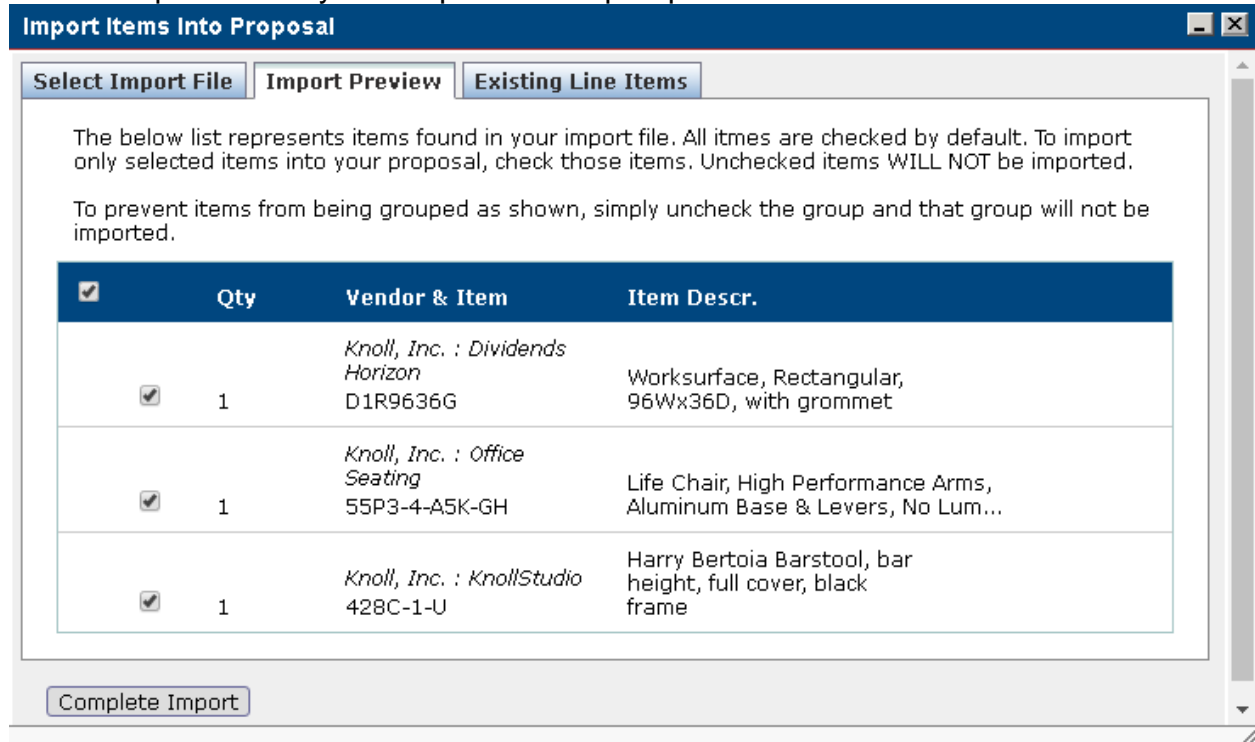 Import Items Into Proposal
Select Import File Import Preview Existing Line Items
The below list represents items found in your import file. All itmes are checked by default. To import
only selected items into your proposal, check those items. Unchecked items WILL NOT be imported.
To prevent items from being grouped as shown, simply uncheck the group and that group will not be
imported.
Qty Vendor & Item Item Descr.
Knoll, Inc. : Dividends
Horizon
D1R9636G
1
Worksurface, Rectangular,
96Wx36D, with grommet
Knoll, Inc. : Office
Seating
55P3-4-A5K-GH
1
Life Chair, High Performance Arms,
Aluminum Base & Levers, No Lum...
Knoll, Inc. : KnollStudio
428C-1-U
1
Harry Bertoia Barstool, bar
height, full cover, black
frame
Complete Import